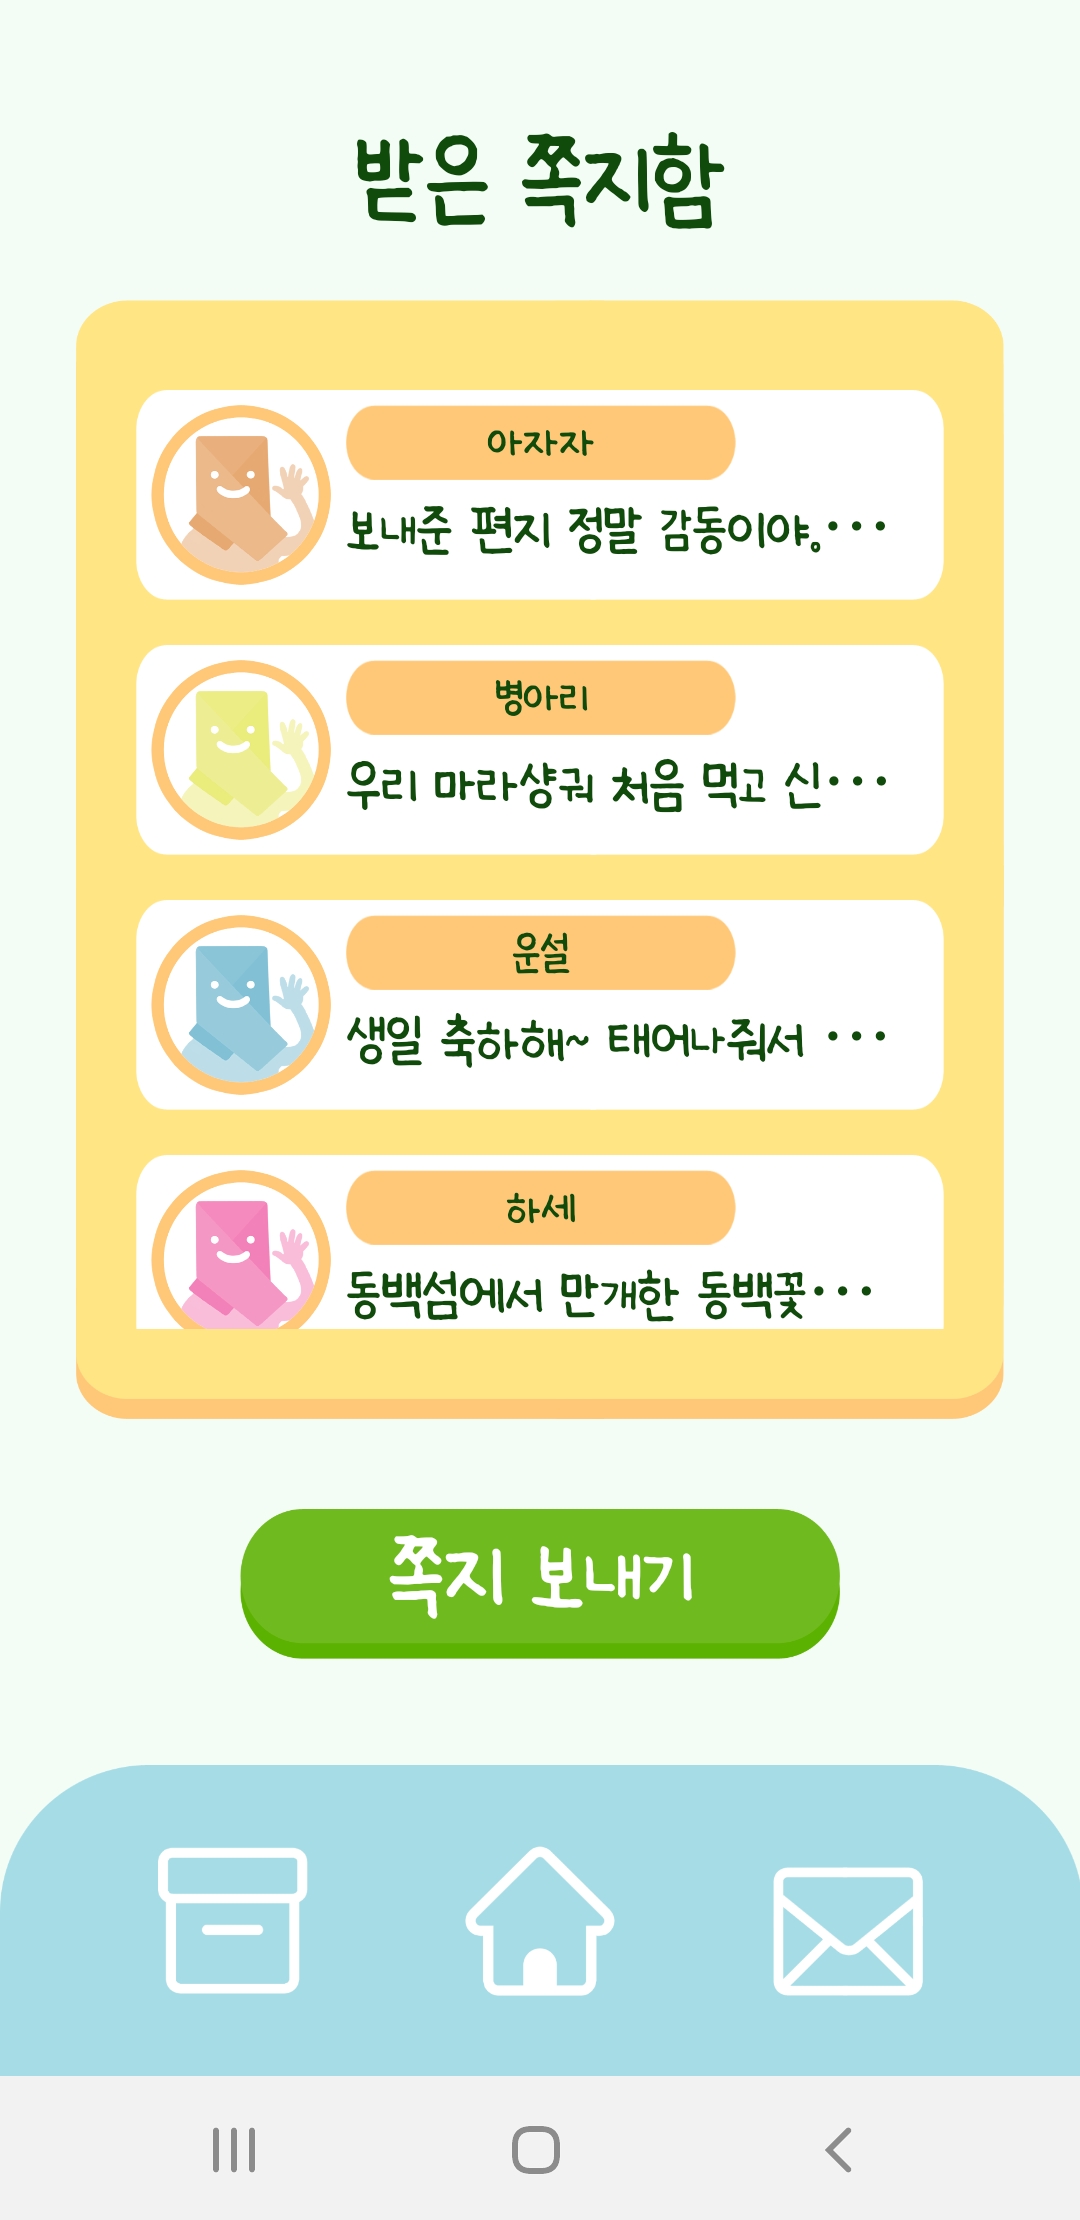 받은 쪽지함
아자자
보내준 편지 정말 감동이야。···
병아리
우리 마라샹궈 처음 먹고 신···
운설
생일 축하해~ 태어나줘서 ···
하세
동백섬에서 만개한 동백꽃···
쪽지 보내기